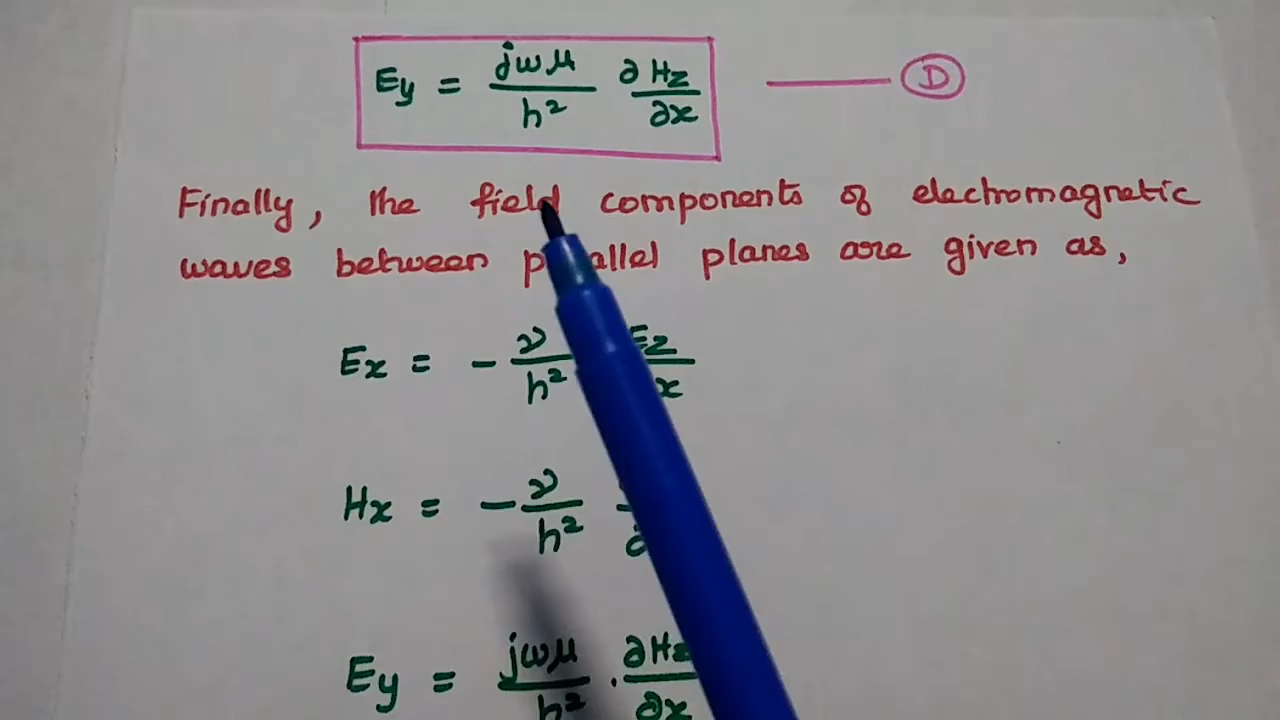 Ey = jωμ/h² ∂Hz/∂x — D
Finally, the field components of electromagnetic
waves between planes are given as,
Ex = - γ/h²
Hx = - γ/h²
Ey = jωμ/h² . ∂Hz/∂x